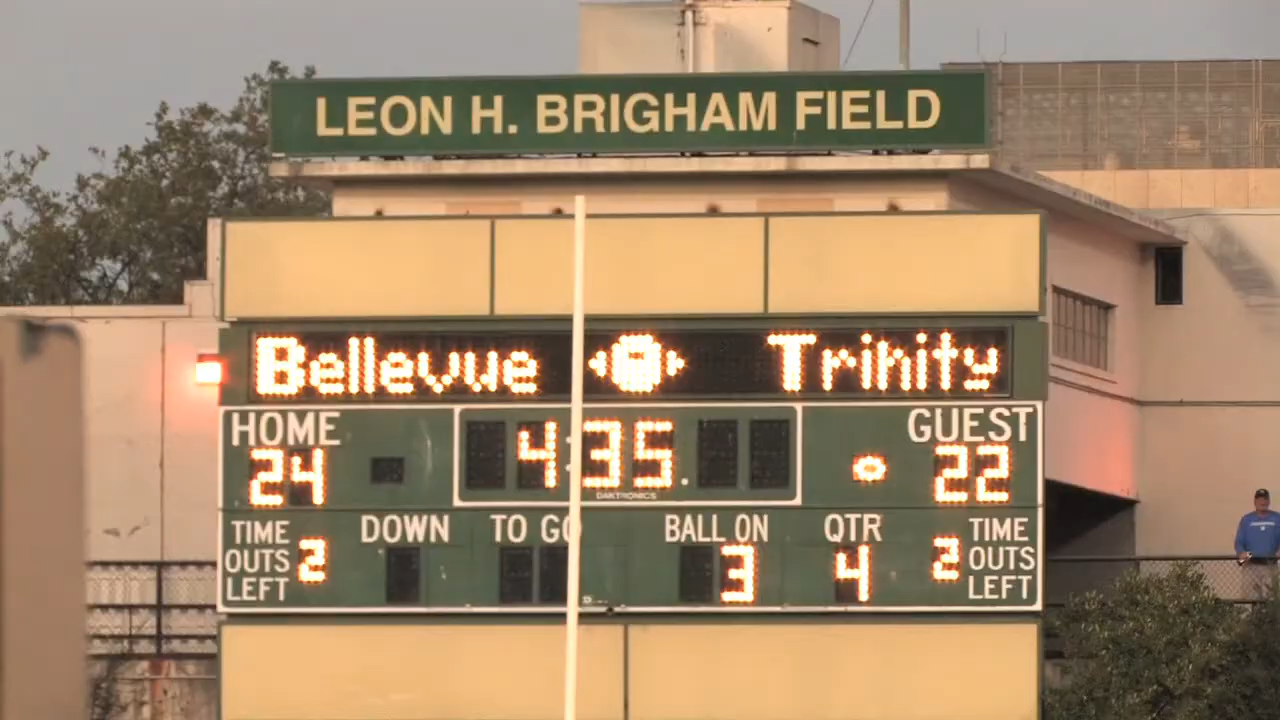 LEON H. BRIGHAM FIELD
Bellevue Trinity
HOME 4:35 GUEST
24 22
DAKTRONICS
TIME OUTS LEFT 2 DOWN TO GO BALL ON 3 QTR 4 TIME OUTS LEFT 2